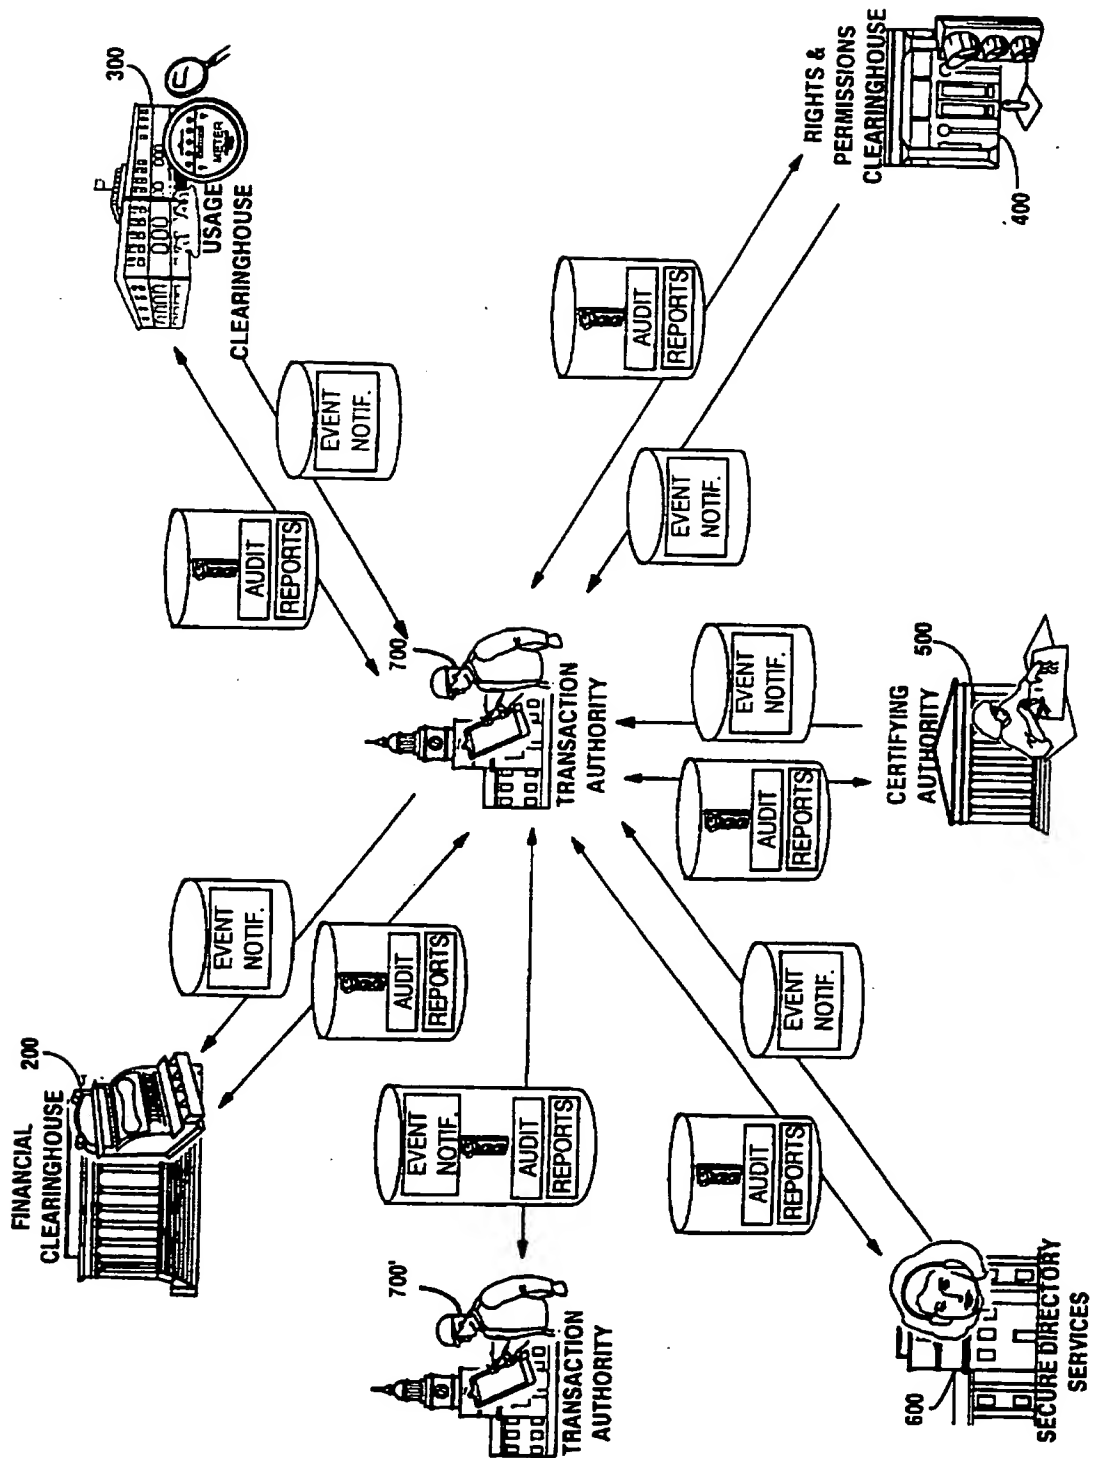 FINANCIAL
CLEARINGHOUSE
200
300
METER
USAGE
CLEARINGHOUSE
EVENT
NOTIF.
AUDIT
REPORTS
EVENT
NOTIF.
AUDIT
REPORTS
700'
EVENT
NOTIF.
AUDIT
REPORTS
TRANSACTION
AUTHORITY
700
TRANSACTION
AUTHORITY
AUDIT
REPORTS
EVENT
NOTIF.
AUDIT
REPORTS
EVENT
NOTIF.
AUDIT
REPORTS
EVENT
NOTIF.
RIGHTS &
PERMISSIONS
CLEARINGHOUSE
400
CERTIFYING
AUTHORITY
500
600
SECURE DIRECTORY
SERVICES